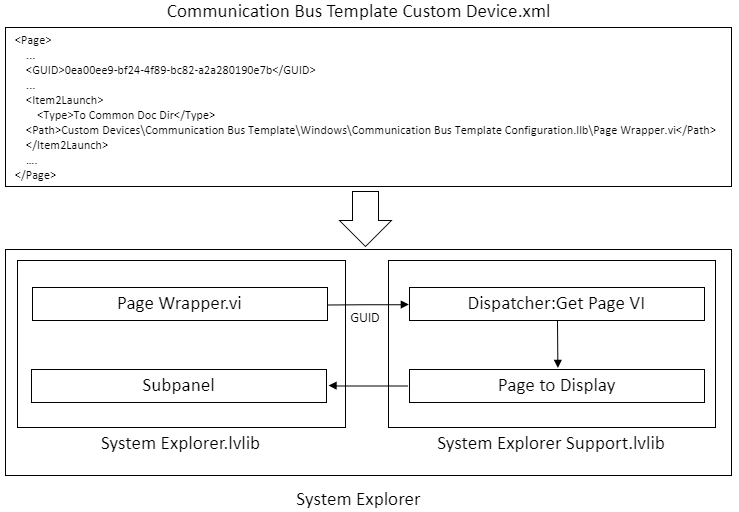 Communication Bus Template Custom Device.xml
<Page>
...
<GUID>0ea00ee9-bf24-4f89-bc82-a2a280190e7b</GUID>
...
<Item2Launch>
<Type>To Common Doc Dir</Type>
<Path>Custom Devices\Communication Bus Template\Windows\Communication Bus Template Configuration.llb\Page Wrapper.vi</Path>
</Item2Launch>
....
</Page>
Page Wrapper.vi
GUID
Dispatcher:Get Page VI
Subpanel
Page to Display
System Explorer.lvlib
System Explorer Support.lvlib
System Explorer